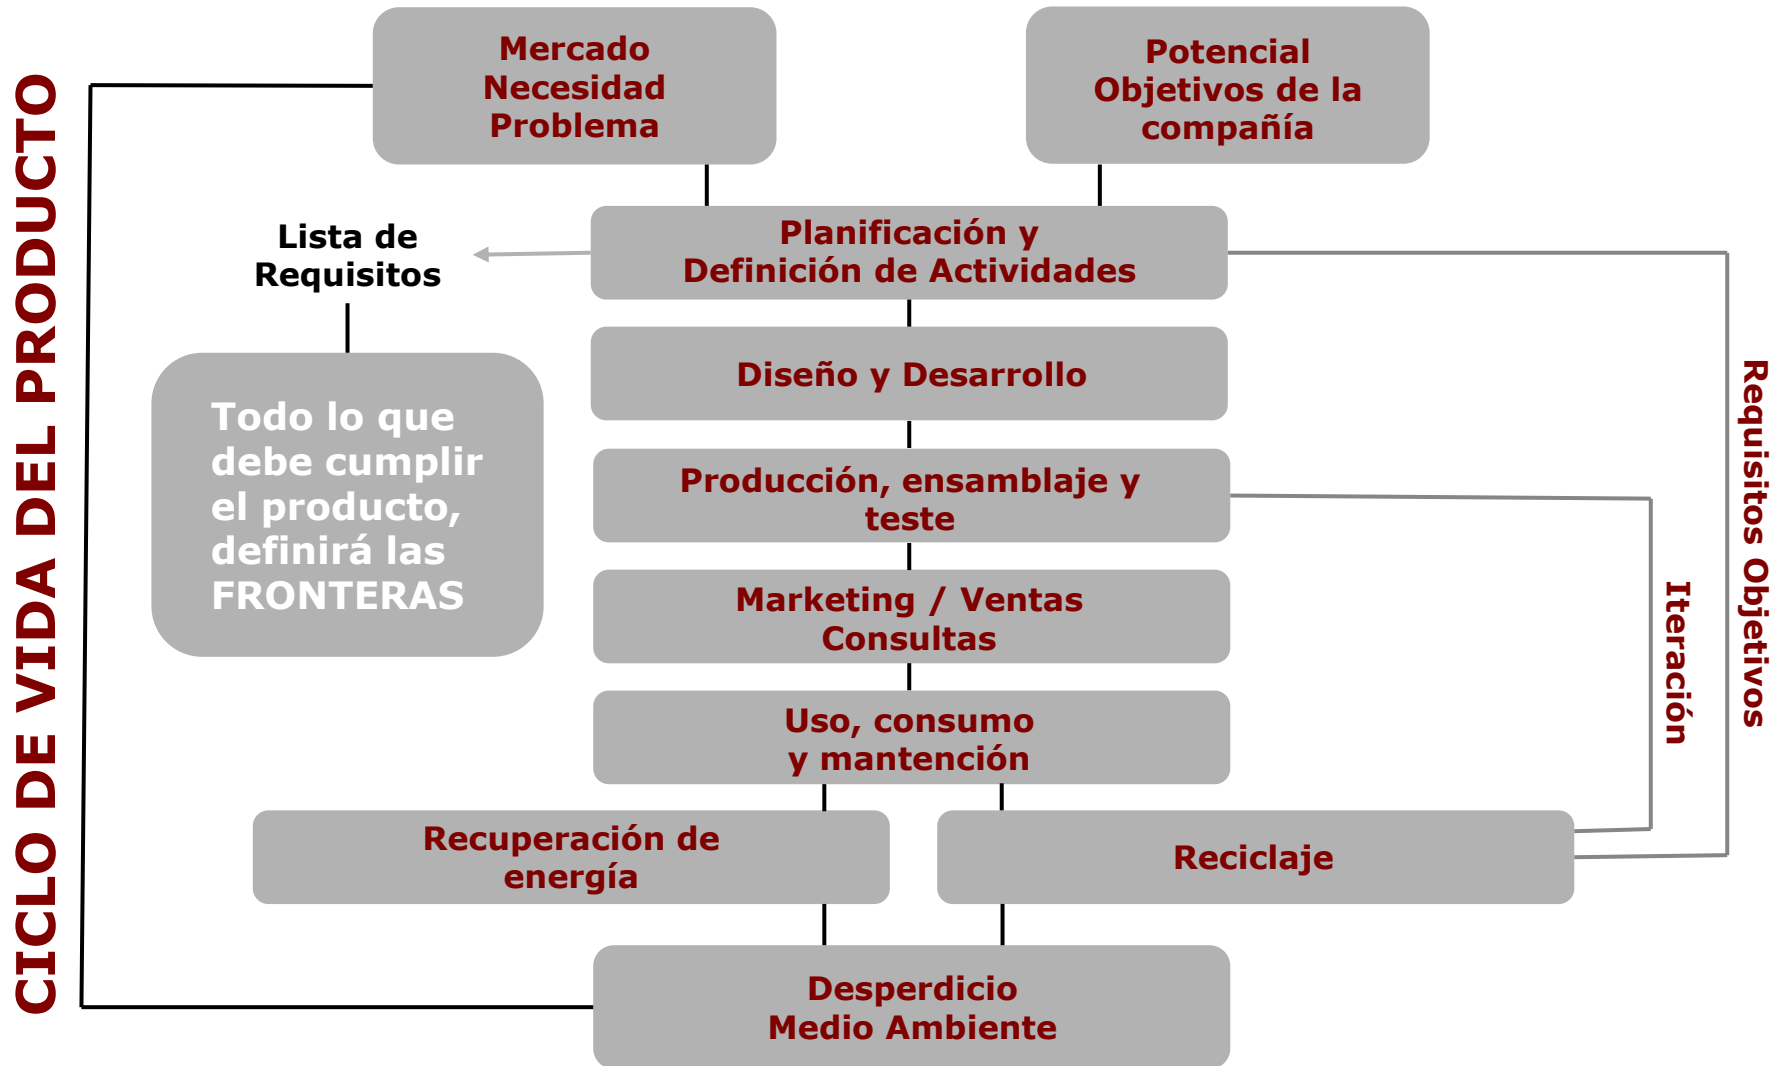 CICLO DE VIDA DEL PRODUCTO
Mercado
Necesidad
Problema
Potencial
Objetivos de la
compañía
Lista de
Requisitos
Planificación y
Definición de Actividades
Todo lo que
debe cumplir
el producto,
definirá las
FRONTERAS
Diseño y Desarrollo
Producción, ensamblaje y
teste
Marketing / Ventas
Consultas
Uso, consumo
y mantención
Recuperación de
energía
Reciclaje
Desperdicio
Medio Ambiente
Iteración
Requisitos Objetivos